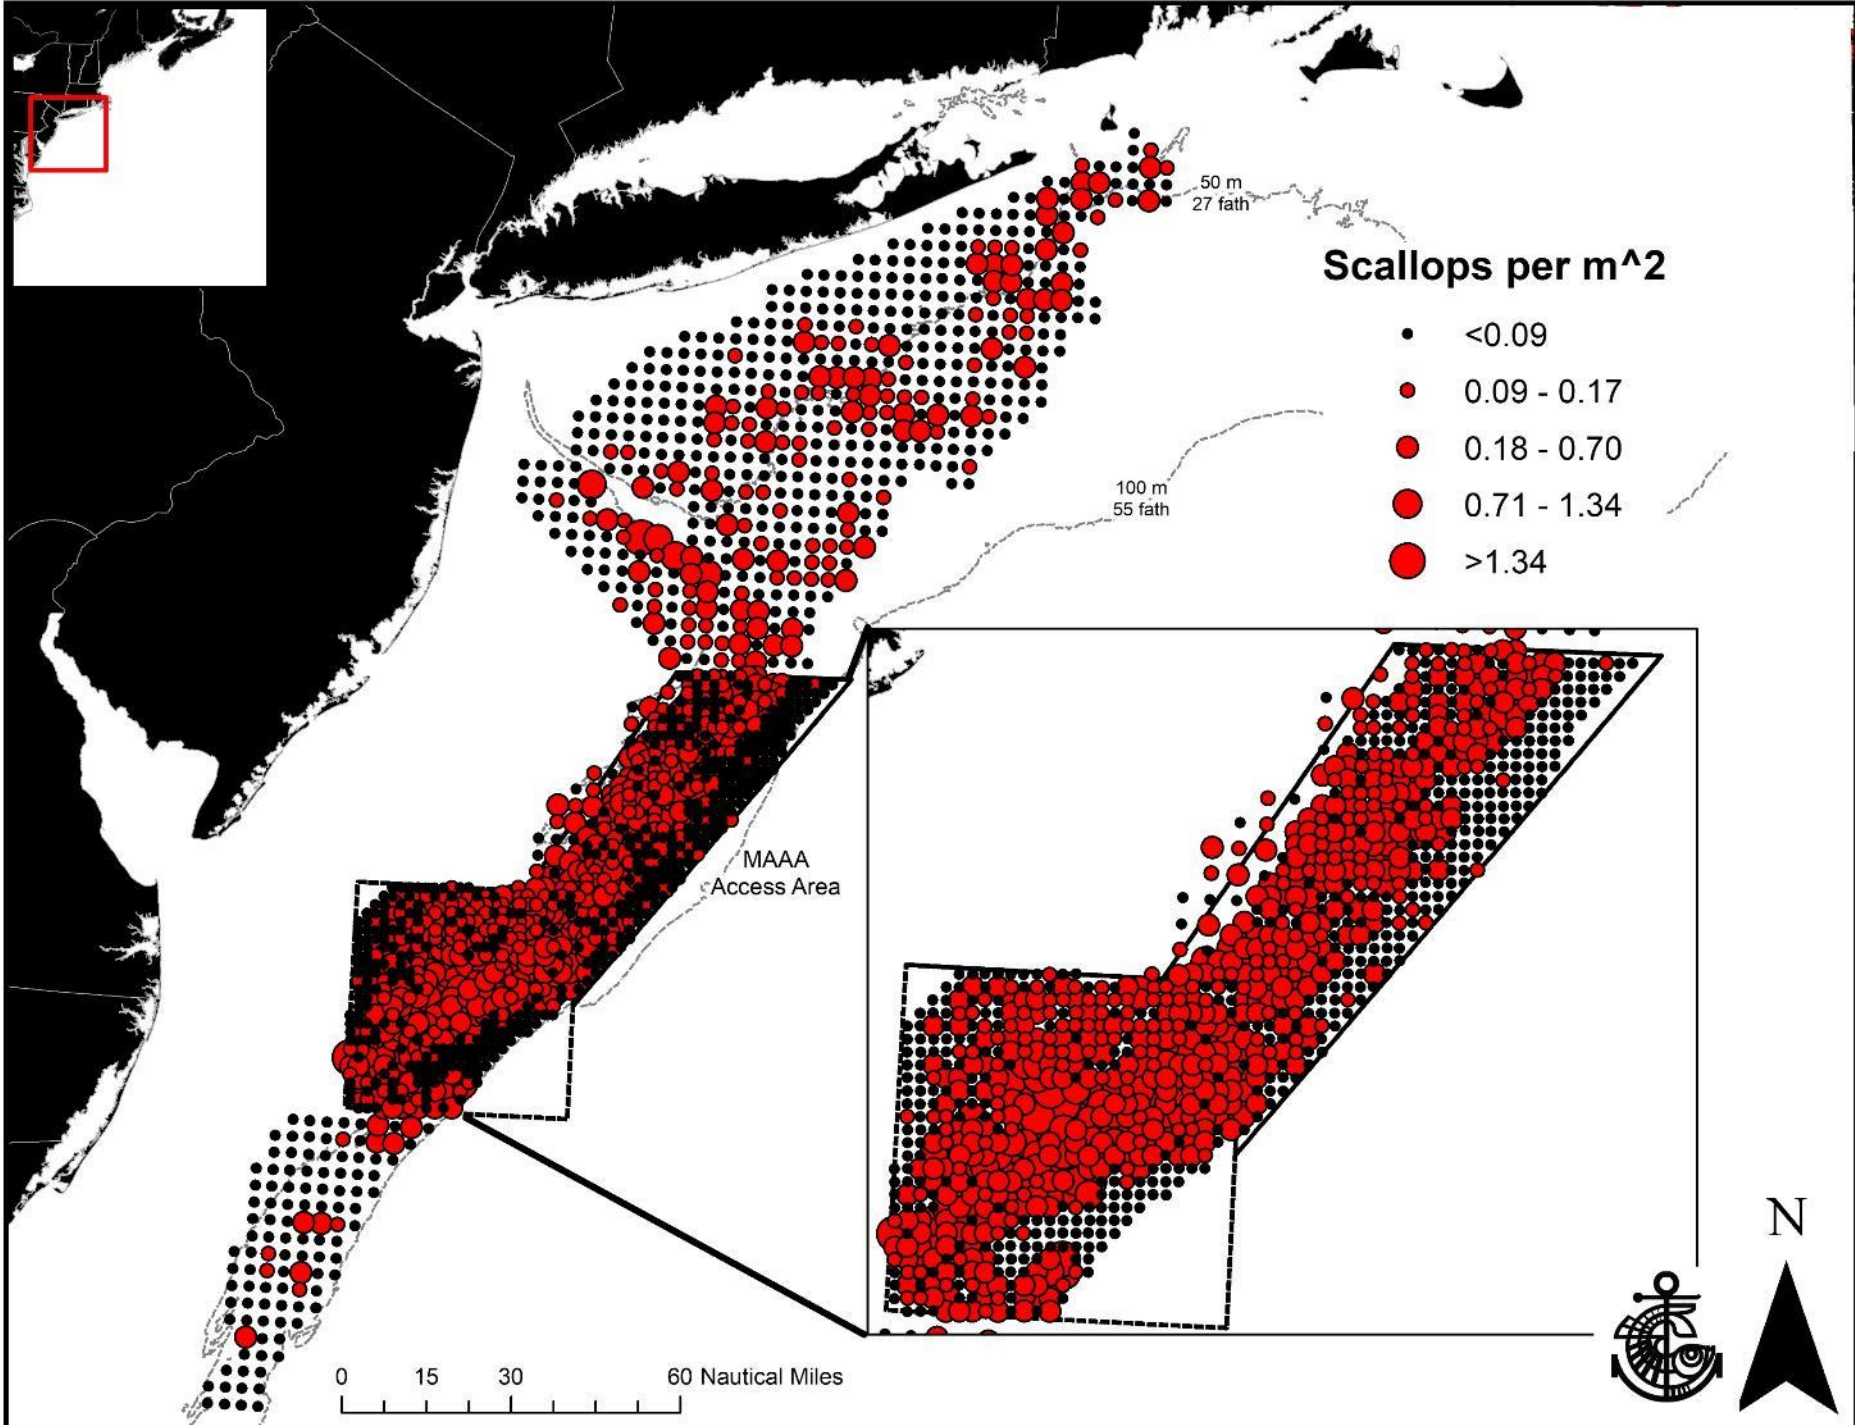 50 m
27 fath
Scallops per m^2
<0.09
0.09 - 0.17
0.18 - 0.70
0.71 - 1.34
>1.34
100 m
55 fath
MAAA
Access Area
N
0 15 30 60 Nautical Miles